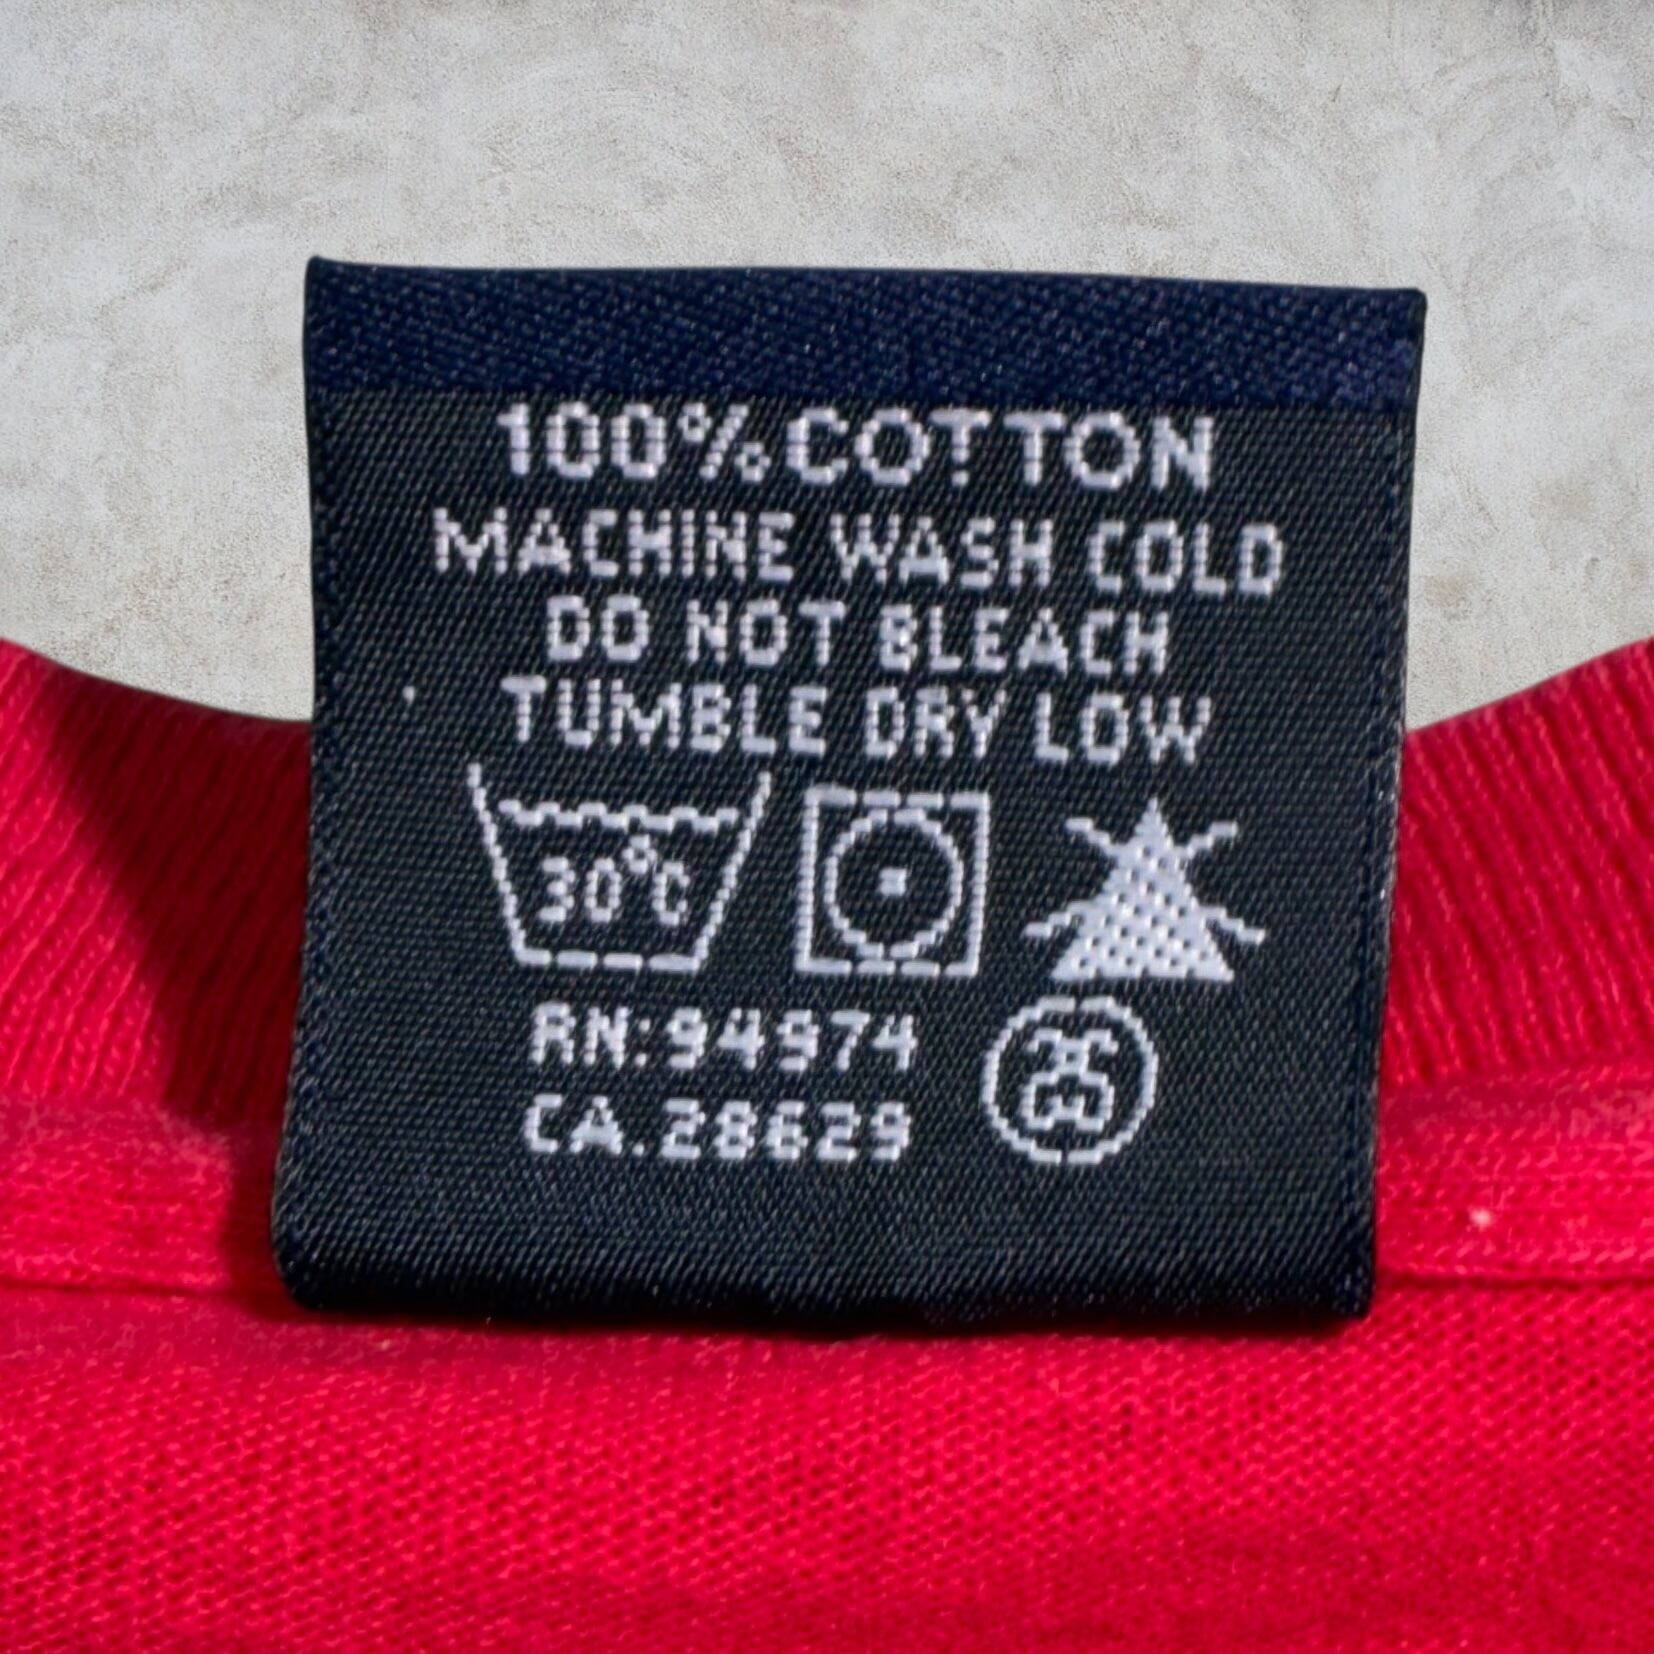 100% COTTON
MACHINE WASH COLD
DO NOT BLEACH
TUMBLE DRY LOW
30°C
RN:94974
CA.28629